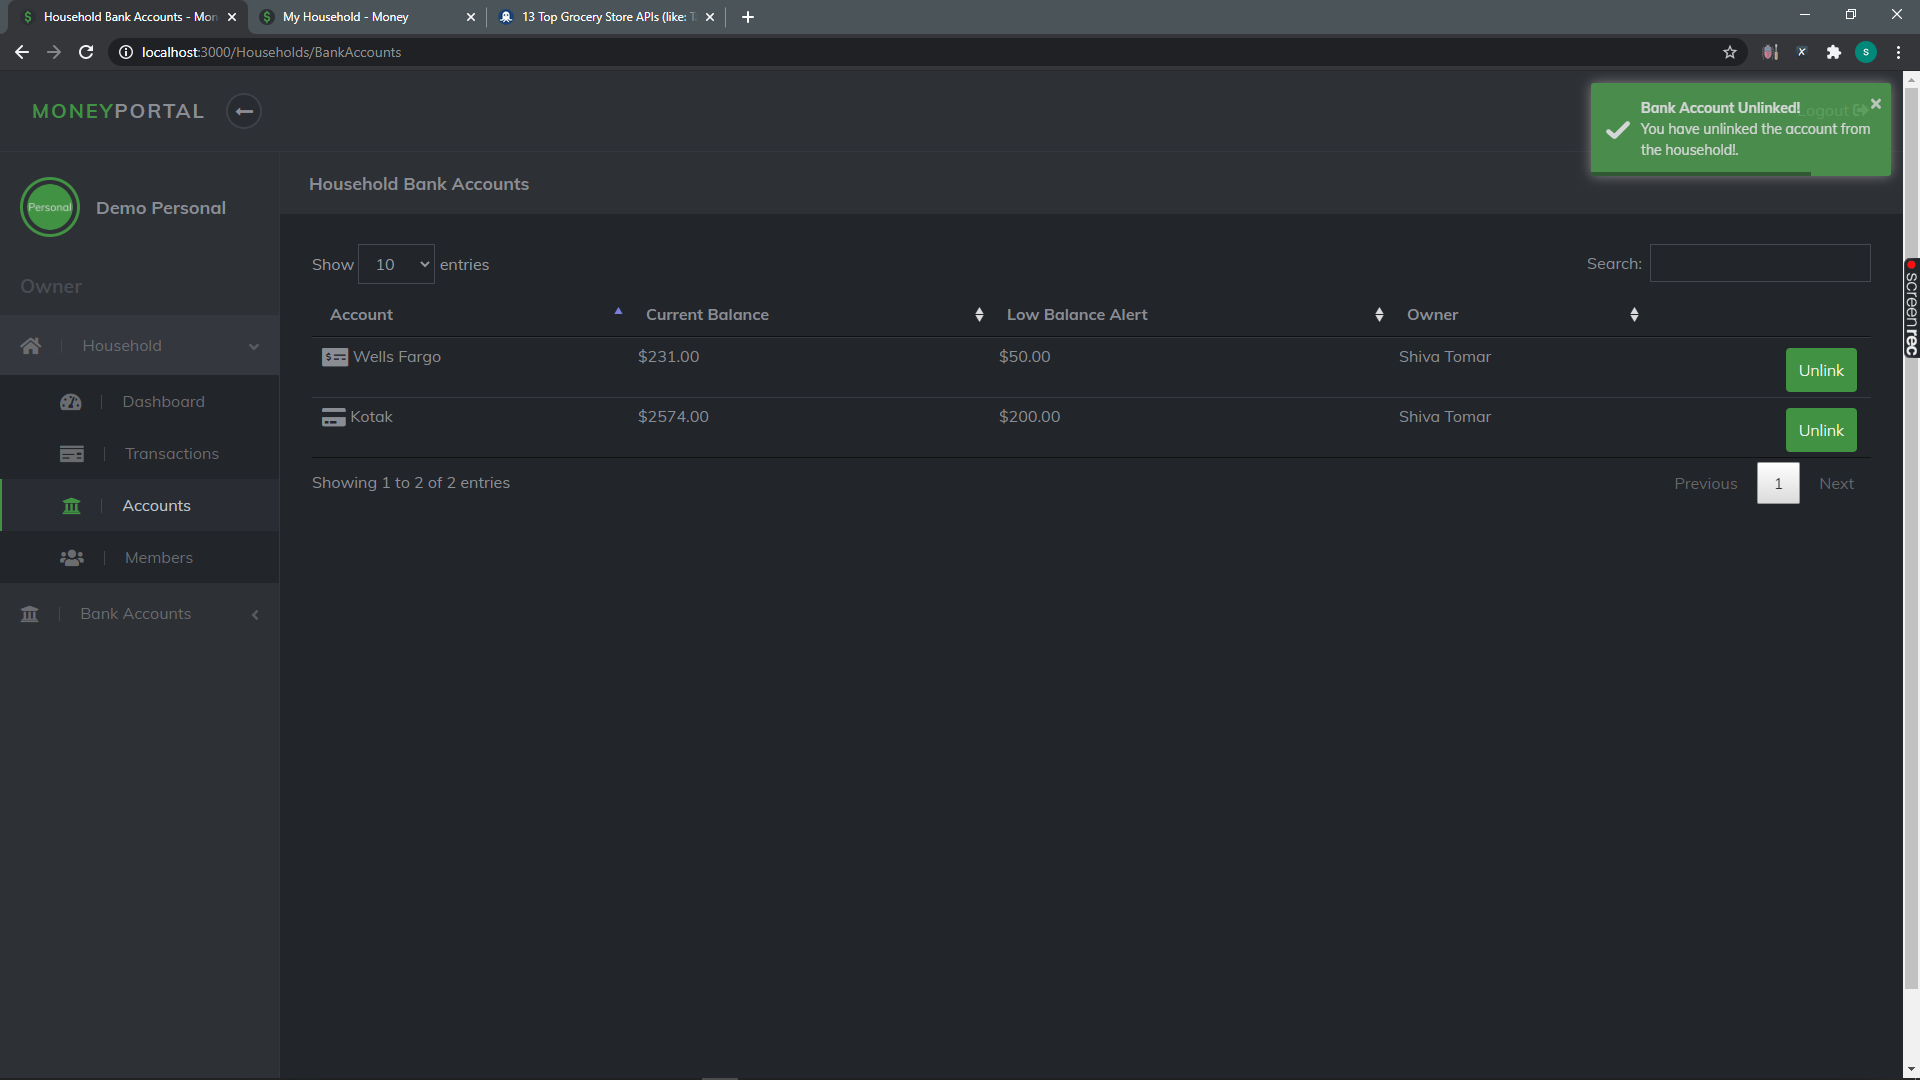 Household Bank Accounts - Mon
My Household - Money
13 Top Grocery Store APIs (like: T
localhost:3000/Households/BankAccounts
S
MONEYPORTAL
Logout
Bank Account Unlinked!
You have unlinked the account from
the household!.
Personal
Demo Personal
Owner
Household
Dashboard
Transactions
Accounts
Members
Bank Accounts
Household Bank Accounts
Show 10 entries
Search:
Account Current Balance Low Balance Alert Owner
Wells Fargo $231.00 $50.00 Shiva Tomar Unlink
Kotak $2574.00 $200.00 Shiva Tomar Unlink
Showing 1 to 2 of 2 entries
Previous 1 Next
screenrec